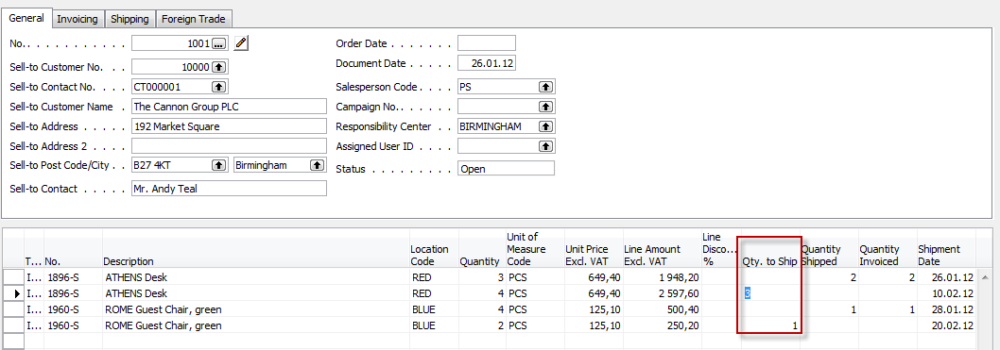 General Invoicing Shipping Foreign Trade
No. . . . . . . . . . . . 1001 ...
Sell-to Customer No. . . . 10000
Sell-to Contact No. . . . . CT000001
Sell-to Customer Name . The Cannon Group PLC
Sell-to Address . . . . . 192 Market Square
Sell-to Address 2 . . . .
Sell-to Post Code/City . . B27 4KT Birmingham
Sell-to Contact . . . . . Mr. Andy Teal
Order Date . . . . . . .
Document Date . . . . . 26.01.12
Salesperson Code . . . . PS
Campaign No. . . . . . .
Responsibility Center . . BIRMINGHAM
Assigned User ID . . . .
Status . . . . . . . . . Open
T... No. Description Location Code Quantity Unit of Measure Code Unit Price Excl. VAT Line Amount Excl. VAT Line Disco... % Qty. to Ship Quantity Shipped Quantity Invoiced Shipment Date
I... 1896-S ATHENS Desk RED 3 PCS 649,40 1 948,20 2 2 26.01.12
I... 1896-S ATHENS Desk RED 4 PCS 649,40 2 597,60 3 10.02.12
I... 1960-S ROME Guest Chair, green BLUE 4 PCS 125,10 500,40 1 1 28.01.12
I... 1960-S ROME Guest Chair, green BLUE 2 PCS 125,10 250,20 1 20.02.12